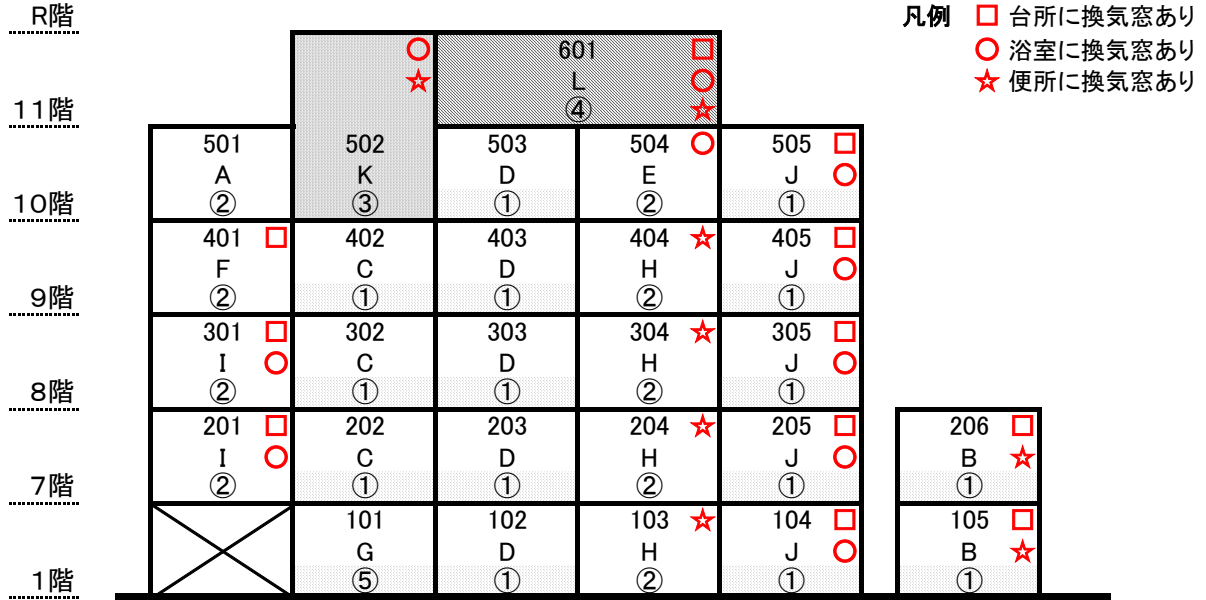 R階
凡例 □ 台所に換気窓あり
○ 浴室に換気窓あり
☆ 便所に換気窓あり
601
L
④
11階
501 502 503 504 505
A K D E J
② ③ ① ② ①
10階
401 402 403 404 405
F C D H J
② ① ① ② ①
9階
301 302 303 304 305
I C D H J
② ① ① ② ①
8階
201 202 203 204 205 206
I C D H J B
② ① ① ② ① ①
7階
101 102 103 104 105
G D H J B
⑤ ① ② ① ①
1階